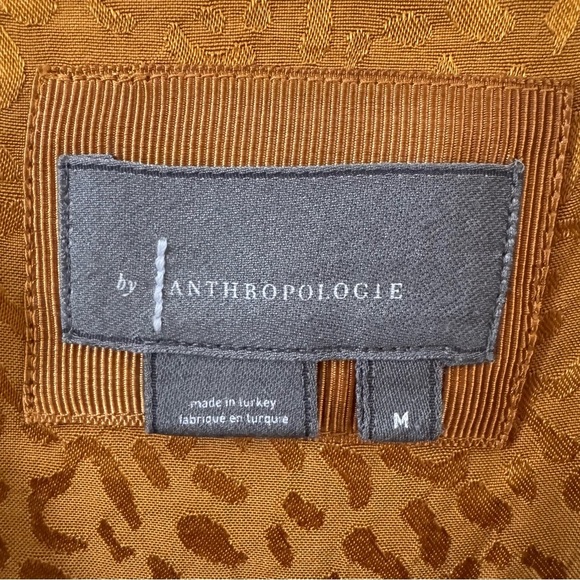 by ANTHROPOLOGIE
made in turkey
fabriqué en turquie
M